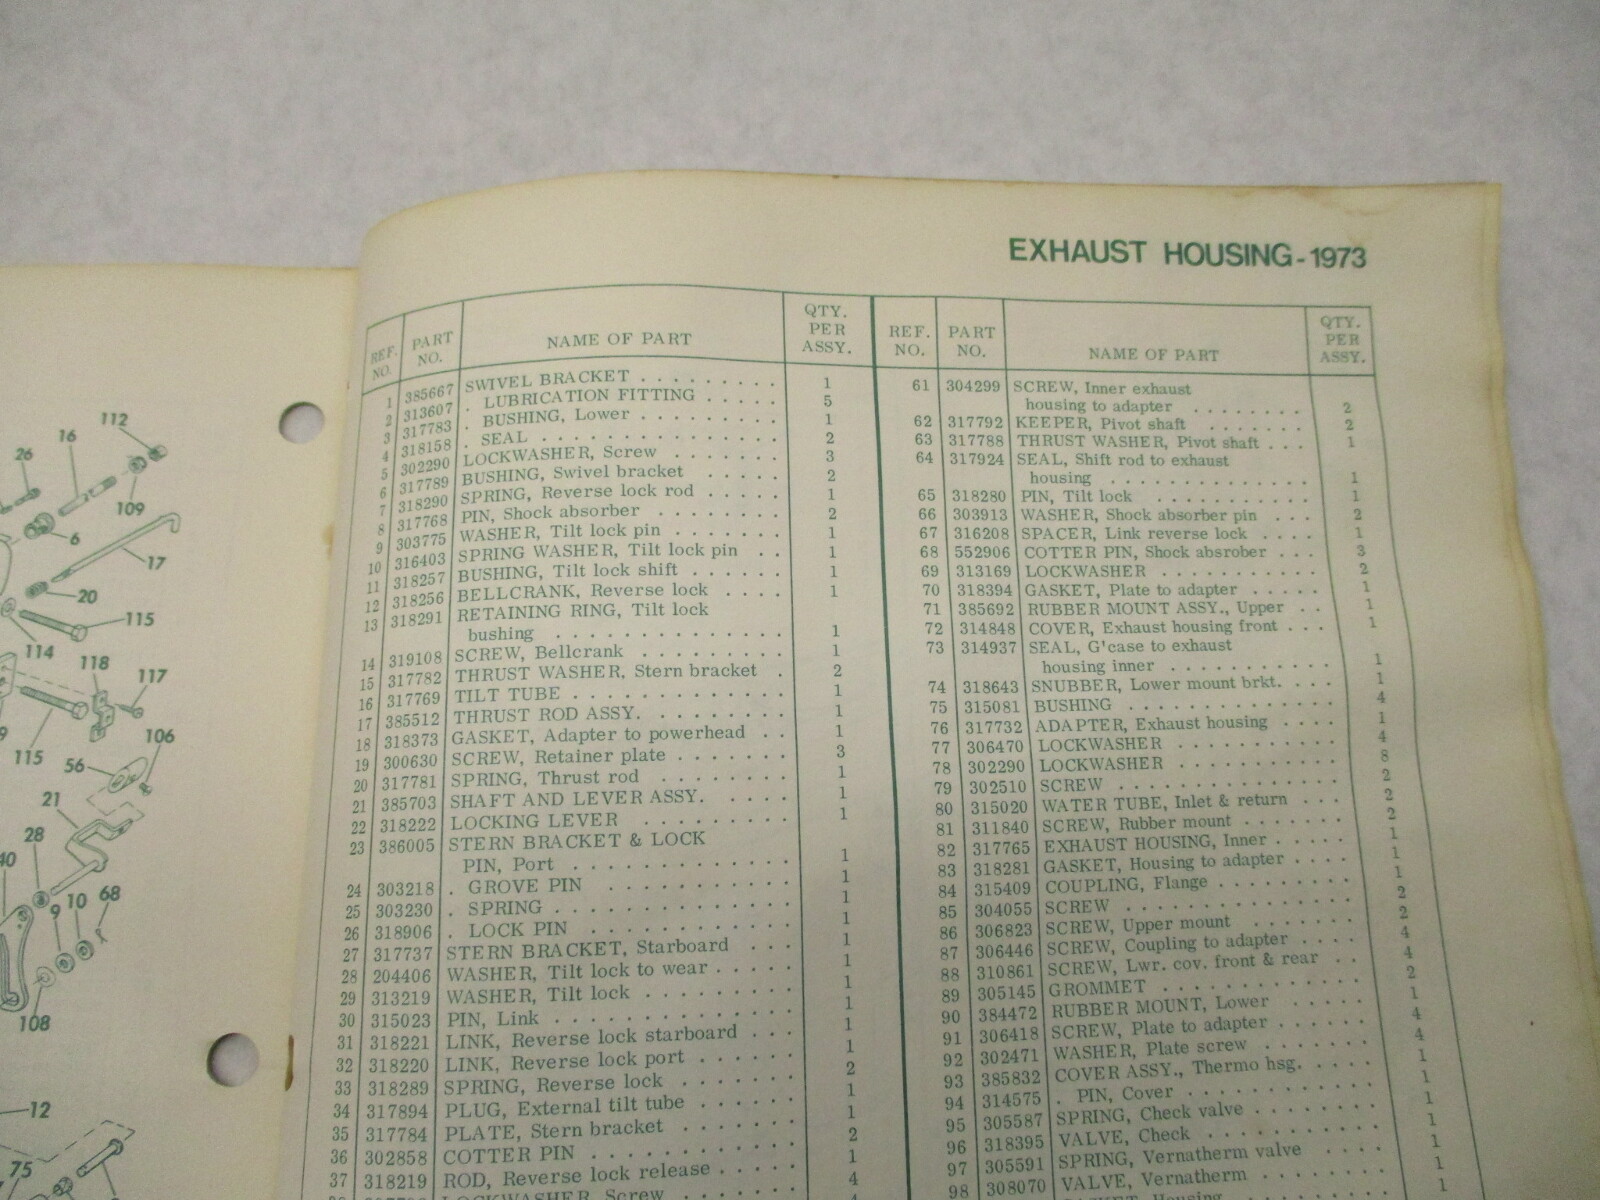 EXHAUST HOUSING-1973
REF. NO. PART NO. NAME OF PART QTY. PER ASSY.
1 385667 SWIVEL BRACKET . . . . . . . . . 1
2 313607 . LUBRICATION FITTING . . . . . 5
3 317783 . BUSHING, Lower . . . . . . . . . 1
4 318158 . SEAL . . . . . . . . . . . . . . . 2
5 302290 LOCKWASHER, Screw . . . . . . . 3
6 317789 BUSHING, Swivel bracket . . . . . 2
7 318290 SPRING, Reverse lock rod . . . . . 1
8 317768 PIN, Shock absorber . . . . . . . . 2
9 303775 WASHER, Tilt lock pin . . . . . . . 1
10 316403 SPRING WASHER, Tilt lock pin . . 1
11 318257 BUSHING, Tilt lock shift . . . . . . 1
12 318256 BELLCRANK, Reverse lock . . . . 1
13 318291 RETAINING RING, Tilt lock
bushing . . . . . . . . . . . . . . 1
14 319108 SCREW, Bellcrank . . . . . . . . . 1
15 317782 THRUST WASHER, Stern bracket . 2
16 317769 TILT TUBE . . . . . . . . . . . . . 1
17 385512 THRUST ROD ASSY. . . . . . . . . 1
18 318373 GASKET, Adapter to powerhead . . 1
19 300630 SCREW, Retainer plate . . . . . . . 3
20 317781 SPRING, Thrust rod . . . . . . . . 1
21 385703 SHAFT AND LEVER ASSY. . . . . 1
22 318222 LOCKING LEVER . . . . . . . . . 1
23 386005 STERN BRACKET & LOCK
PIN, Port . . . . . . . . . . . . . 1
24 303218 . GROVE PIN . . . . . . . . . . . 1
25 303230 . SPRING . . . . . . . . . . . . . 1
26 318906 . LOCK PIN . . . . . . . . . . . . 1
27 317737 STERN BRACKET, Starboard . . . 1
28 204406 WASHER, Tilt lock to wear . . . . . 1
29 313219 WASHER, Tilt lock . . . . . . . . . 1
30 315023 PIN, Link . . . . . . . . . . . . . . 1
31 318221 LINK, Reverse lock starboard . . . 1
32 318220 LINK, Reverse lock port . . . . . . 1
33 318289 SPRING, Reverse lock . . . . . . . 2
34 317894 PLUG, External tilt tube . . . . . . 1
35 317784 PLATE, Stern bracket . . . . . . . 1
36 302858 COTTER PIN . . . . . . . . . . . . 2
37 318219 ROD, Reverse lock release . . . . . 1
LOCKWASHER, Screw . . . . . . . 4
REF. NO. PART NO. NAME OF PART QTY. PER ASSY.
61 304299 SCREW, Inner exhaust
housing to adapter . . . . . . . . 2
62 317792 KEEPER, Pivot shaft . . . . . . . 2
63 317788 THRUST WASHER, Pivot shaft . . . 1
64 317924 SEAL, Shift rod to exhaust
housing . . . . . . . . . . . . . . 1
65 318280 PIN, Tilt lock . . . . . . . . . . . 1
66 303913 WASHER, Shock absorber pin . . . 2
67 316208 SPACER, Link reverse lock . . . . 1
68 552906 COTTER PIN, Shock absrober . . . 3
69 313169 LOCKWASHER . . . . . . . . . . . 2
70 318394 GASKET, Plate to adapter . . . . . 1
71 385692 RUBBER MOUNT ASSY., Upper . . 1
72 314848 COVER, Exhaust housing front . . . 1
73 314937 SEAL, G'case to exhaust
housing inner . . . . . . . . . . . 1
74 318643 SNUBBER, Lower mount brkt. . . . 1
75 315081 BUSHING . . . . . . . . . . . . . . 4
76 317732 ADAPTER, Exhaust housing . . . . 1
77 306470 LOCKWASHER . . . . . . . . . . . 4
78 302290 LOCKWASHER . . . . . . . . . . . 8
79 302510 SCREW . . . . . . . . . . . . . . 2
80 315020 WATER TUBE, Inlet & return . . . 2
81 311840 SCREW, Rubber mount . . . . . . . 2
82 317765 EXHAUST HOUSING, Inner . . . . . 1
83 318281 GASKET, Housing to adapter . . . . 1
84 315409 COUPLING, Flange . . . . . . . . . 1
85 304055 SCREW . . . . . . . . . . . . . . 2
86 306823 SCREW, Upper mount . . . . . . . 2
87 306446 SCREW, Coupling to adapter . . . . 4
88 310861 SCREW, Lwr. cov. front & rear . . 4
89 305145 GROMMET . . . . . . . . . . . . . 2
90 384472 RUBBER MOUNT, Lower . . . . . 1
91 306418 SCREW, Plate to adapter . . . . . . 4
92 302471 WASHER, Plate screw . . . . . . . 4
93 385832 COVER ASSY., Thermo hsg. . . . . 1
94 314575 . PIN, Cover . . . . . . . . . . . 1
95 305587 SPRING, Check valve . . . . . . . . 1
96 318395 VALVE, Check . . . . . . . . . . . 1
97 305591 SPRING, Vernatherm valve . . . . 1
98 308070 VALVE, Vernatherm . . . . . . . . 1
112
16
26
109
6
17
20
115
114
118
117
115
106
56
21
28
40
68
10
9
108
12
75